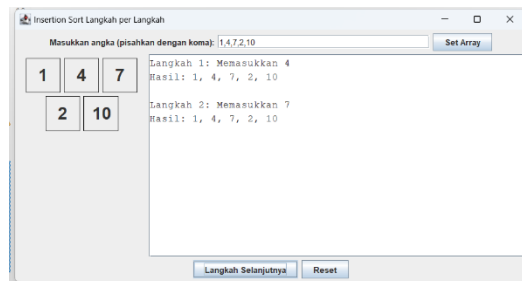 Insertion Sort Langkah per Langkah
Masukkan angka (pisahkan dengan koma): 1,4,7,2,10 Set Array
1 4 7
2 10
Langkah 1: Memasukkan 4
Hasil: 1, 4, 7, 2, 10
Langkah 2: Memasukkan 7
Hasil: 1, 4, 7, 2, 10
Langkah Selanjutnya Reset